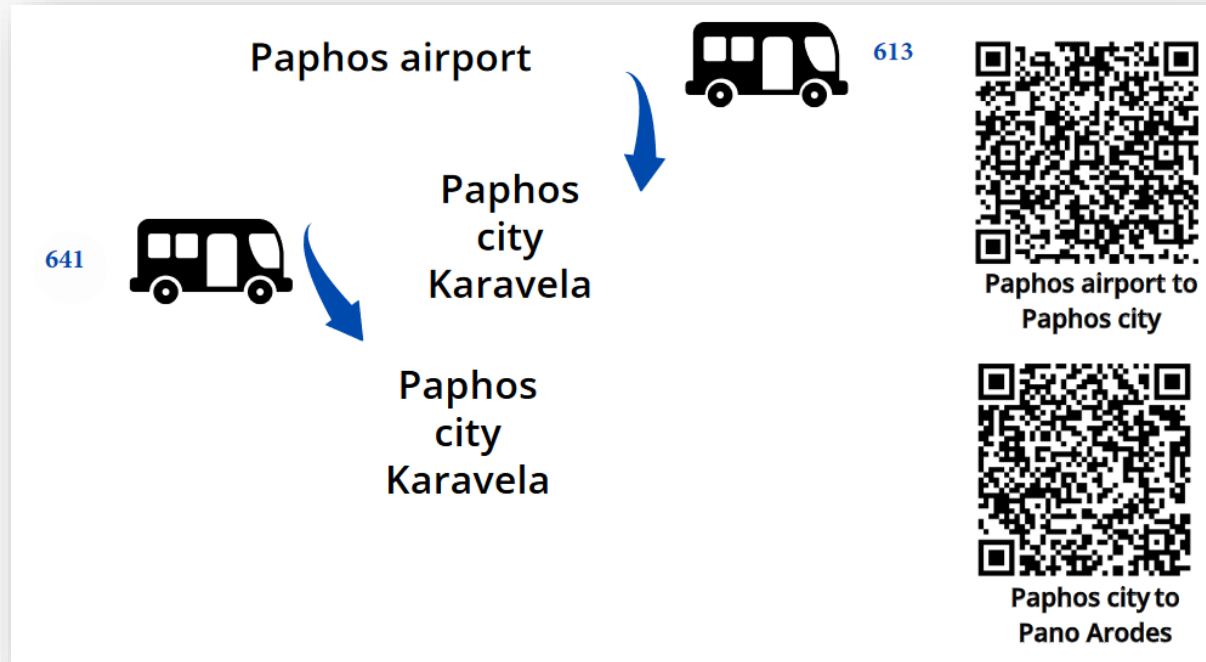 Paphos airport
613
Paphos
city
Karavela
641
Paphos
city
Karavela
Paphos airport to
Paphos city
Paphos city to
Pano Arodes